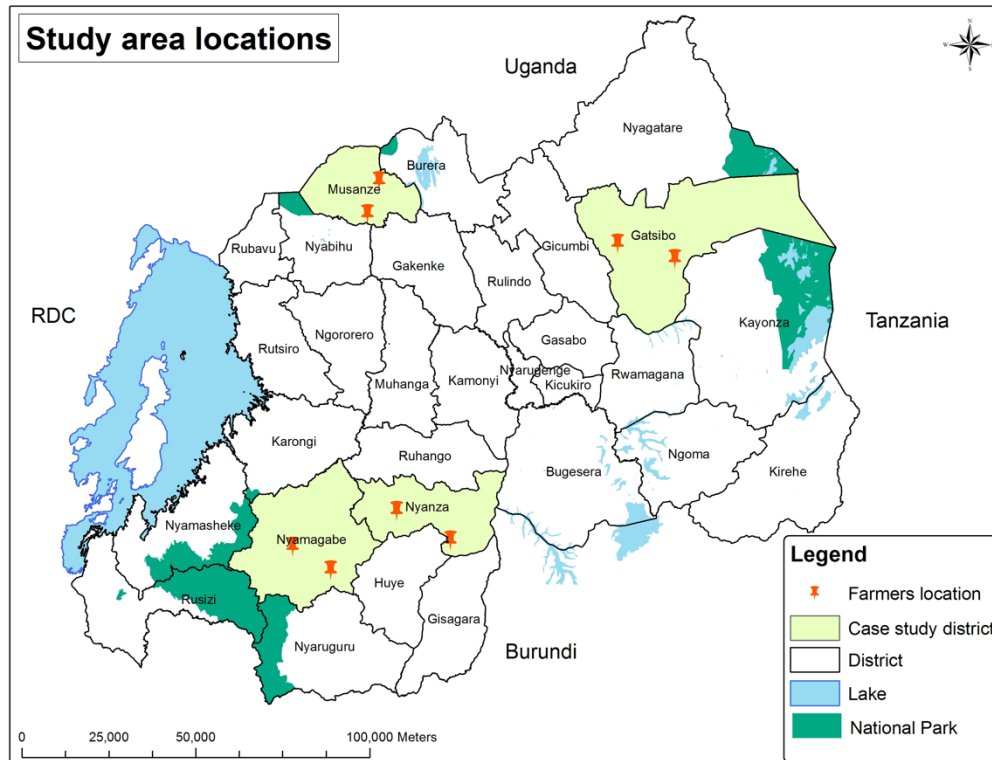 Study area locations
N
W
S
Uganda
Nyagatare
Burera
Musanze
Gatsibo
Rubavu
Nyabihu
Gicumbi
Gakenke
Rulindo
RDC
Tanzania
Kayonza
Ngororero
Gasabo
Rutsiro
Nyarugenge
Rwamagana
Muhanga
Kamonyi
Kicukiro
Karongi
Ruhango
Bugesera
Ngoma
Kirehe
Nyanza
Nyamasheke
Nyamagabe
Huye
Rusizi
Gisagara
Nyaruguru
Burundi
Legend
Farmers location
Case study district
District
Lake
National Park
0 25,000 50,000 100,000 Meters